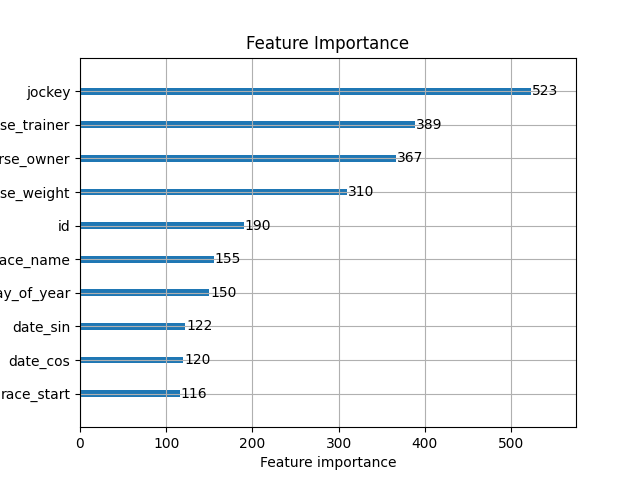 Feature Importance
jockey 523
se_trainer 389
rse_owner 367
se_weight 310
id 190
ace_name 155
ay_of_year 150
date_sin 122
date_cos 120
race_start 116
0 100 200 300 400 500
Feature importance